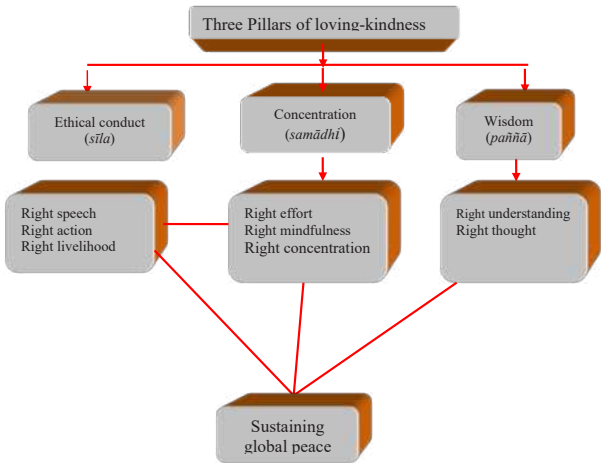 Three Pillars of loving-kindness
Ethical conduct
(sīla)
Concentration
(samādhi)
Wisdom
(paññā)
Right speech
Right action
Right livelihood
Right effort
Right mindfulness
Right concentration
Right understanding
Right thought
Sustaining
global peace